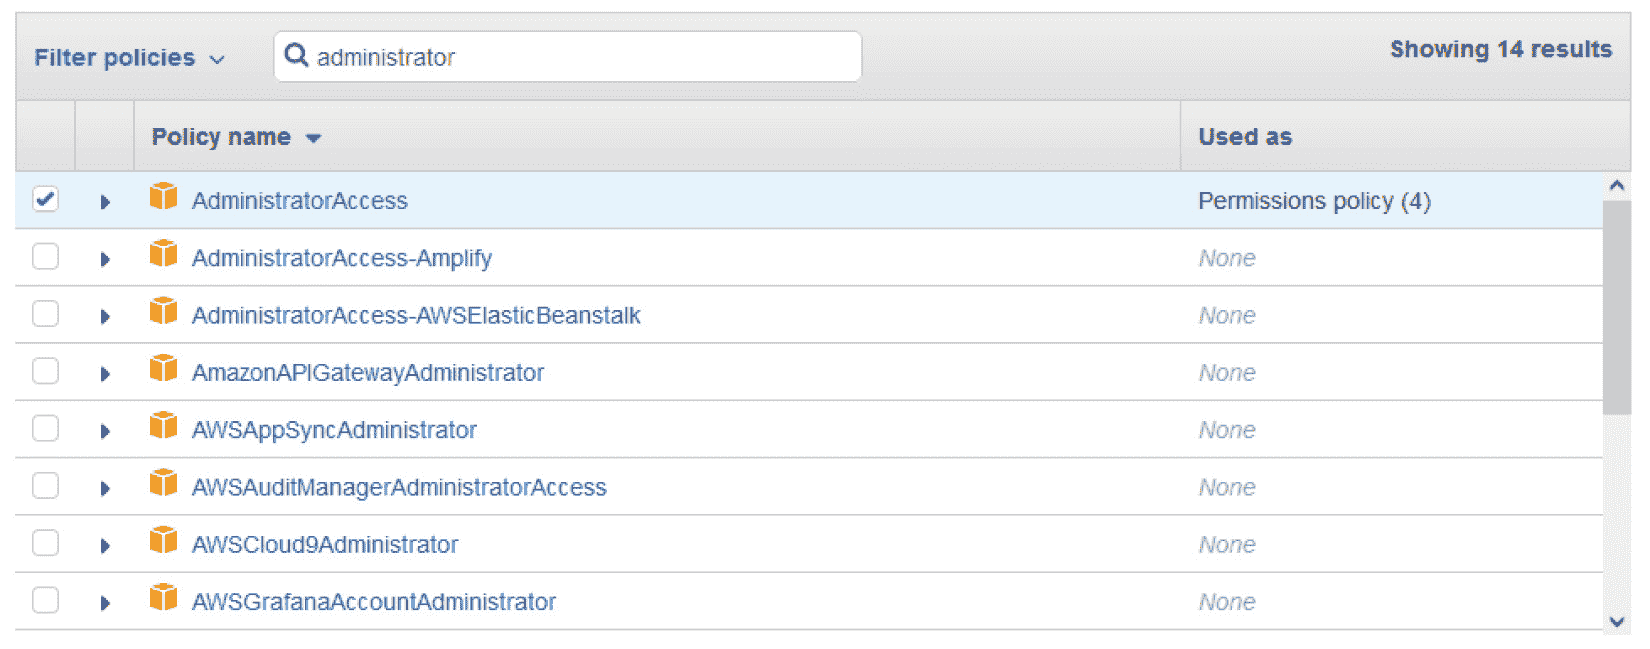 Filter policies administrator Showing 14 results
Policy name Used as
AdministratorAccess Permissions policy (4)
AdministratorAccess-Amplify None
AdministratorAccess-AWSElasticBeanstalk None
AmazonAPIGatewayAdministrator None
AWSAppSyncAdministrator None
AWSAuditManagerAdministratorAccess None
AWSCloud9Administrator None
AWSGrafanaAccountAdministrator None